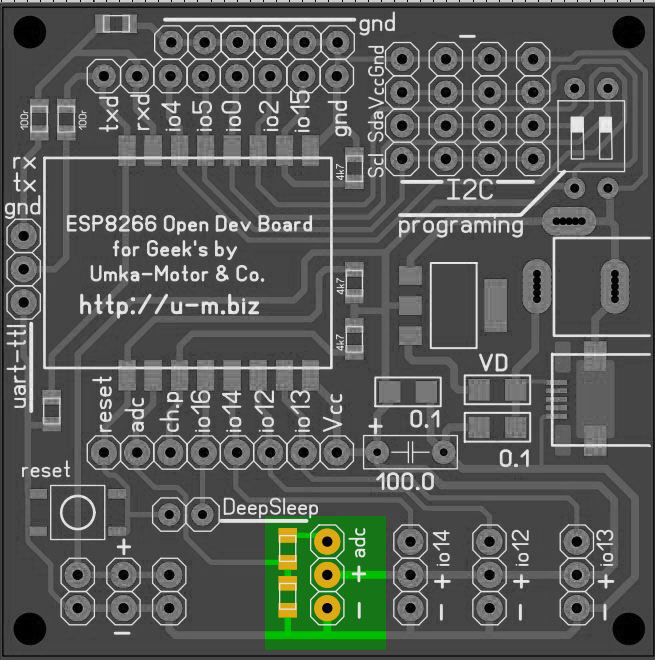 gnd
txd
rxd
io4
io5
io0
io2
io15
gnd
Scl Sda Vcc Gnd
100r
100r
rx
tx
gnd
4k7
I2C
programing
ESP8266 Open Dev Board
for Geek's by
Umka-Motor & Co.
http://u-m.biz
4k7
4k7
uart-ttl
VD
reset
adc
ch.p
io16
io14
io12
io13
Vcc
+
0.1
0.1
100.0
reset
DeepSleep
+
−
adc
+
−
io14
+
−
io12
+
−
io13
+
−